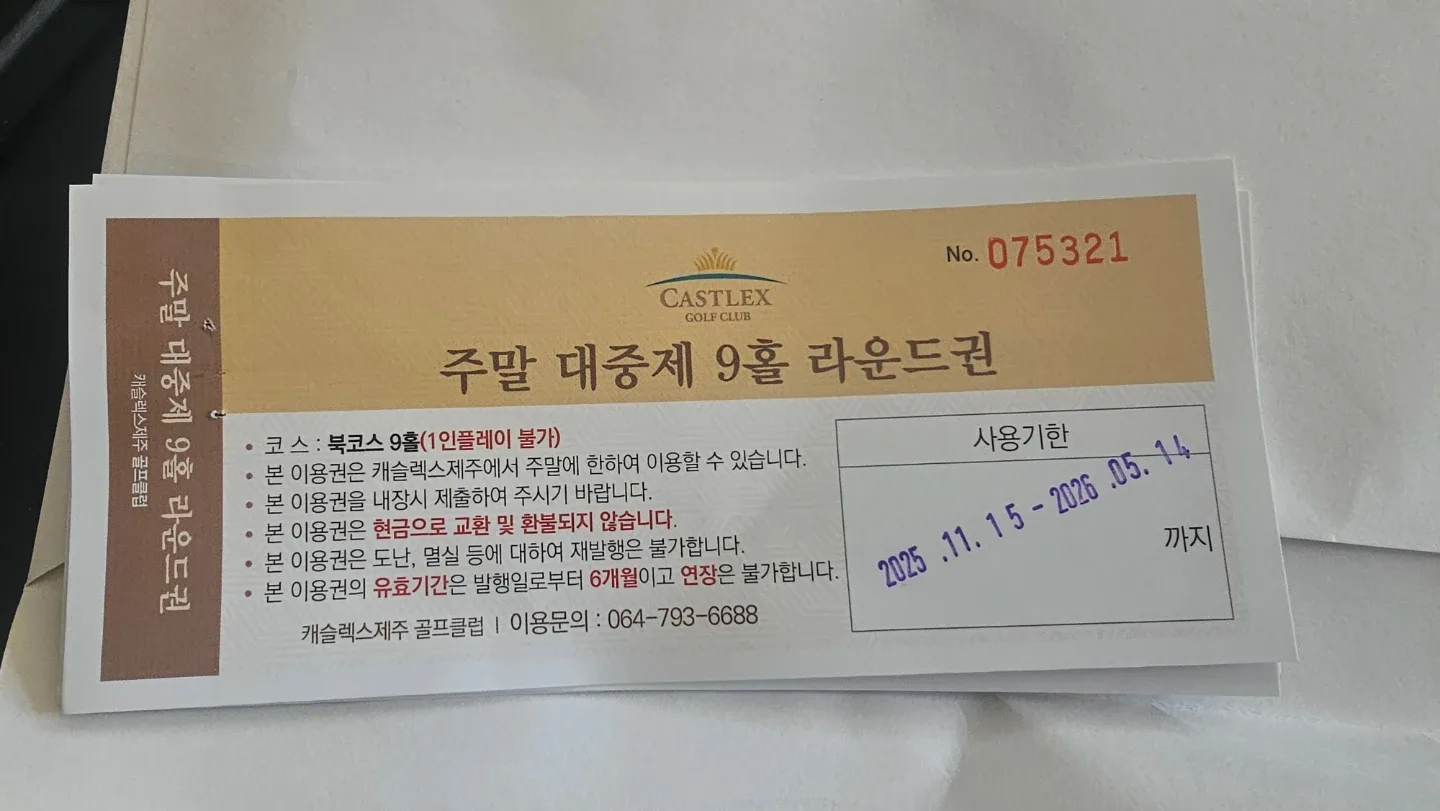 주말 대중제 9홀 라운드권
캐슬렉스제주 골프클럽
No. 075321
CASTLEX
GOLF CLUB
주말 대중제 9홀 라운드권
• 코 스 : 북코스 9홀(1인플레이 불가)
• 본 이용권은 캐슬렉스제주에서 주말에 한하여 이용할 수 있습니다.
• 본 이용권을 내장시 제출하여 주시기 바랍니다.
• 본 이용권은 현금으로 교환 및 환불되지 않습니다.
• 본 이용권은 도난, 멸실 등에 대하여 재발행은 불가합니다.
• 본 이용권의 유효기간은 발행일로부터 6개월이고 연장은 불가합니다.
캐슬렉스제주 골프클럽 | 이용문의 : 064-793-6688
사용기한
2025 .11. 15 - 2026 .05. 14
까지